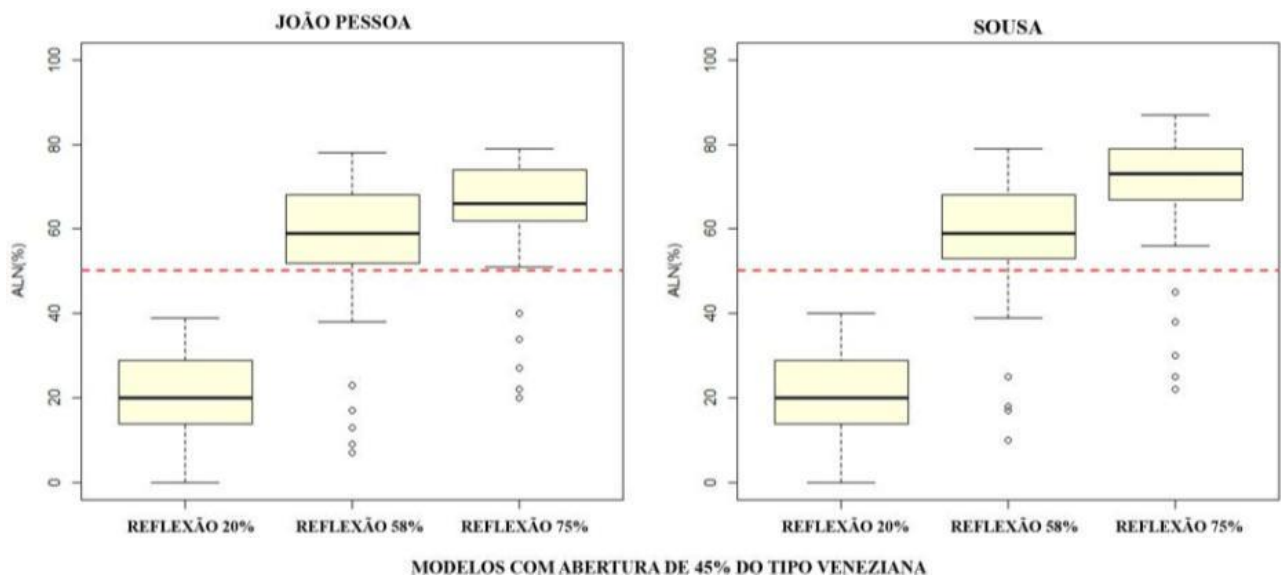 JOÃO PESSOA
ALN(%)
100
80
60
40
20
0
REFLEXÃO 20% REFLEXÃO 58% REFLEXÃO 75%
SOUSA
ALN(%)
100
80
60
40
20
0
REFLEXÃO 20% REFLEXÃO 58% REFLEXÃO 75%
MODELOS COM ABERTURA DE 45% DO TIPO VENEZIANA